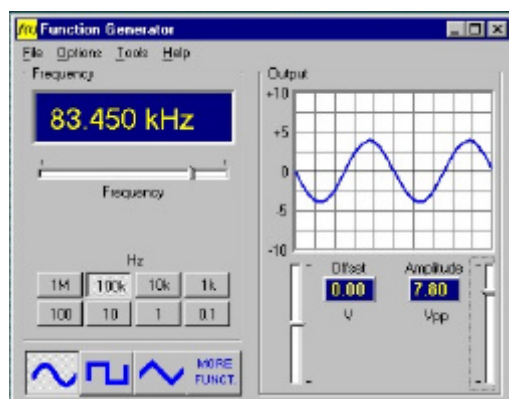 f(x) Function Generator
File Options Tools Help
Frequency
83.450 kHz
Frequency
Hz
1M 100k 10k 1k
100 10 1 0.1
MORE
FUNCT.
Output
+10
+5
0
-5
-10
Offset Amplitude
0.00 7.80
V Vpp